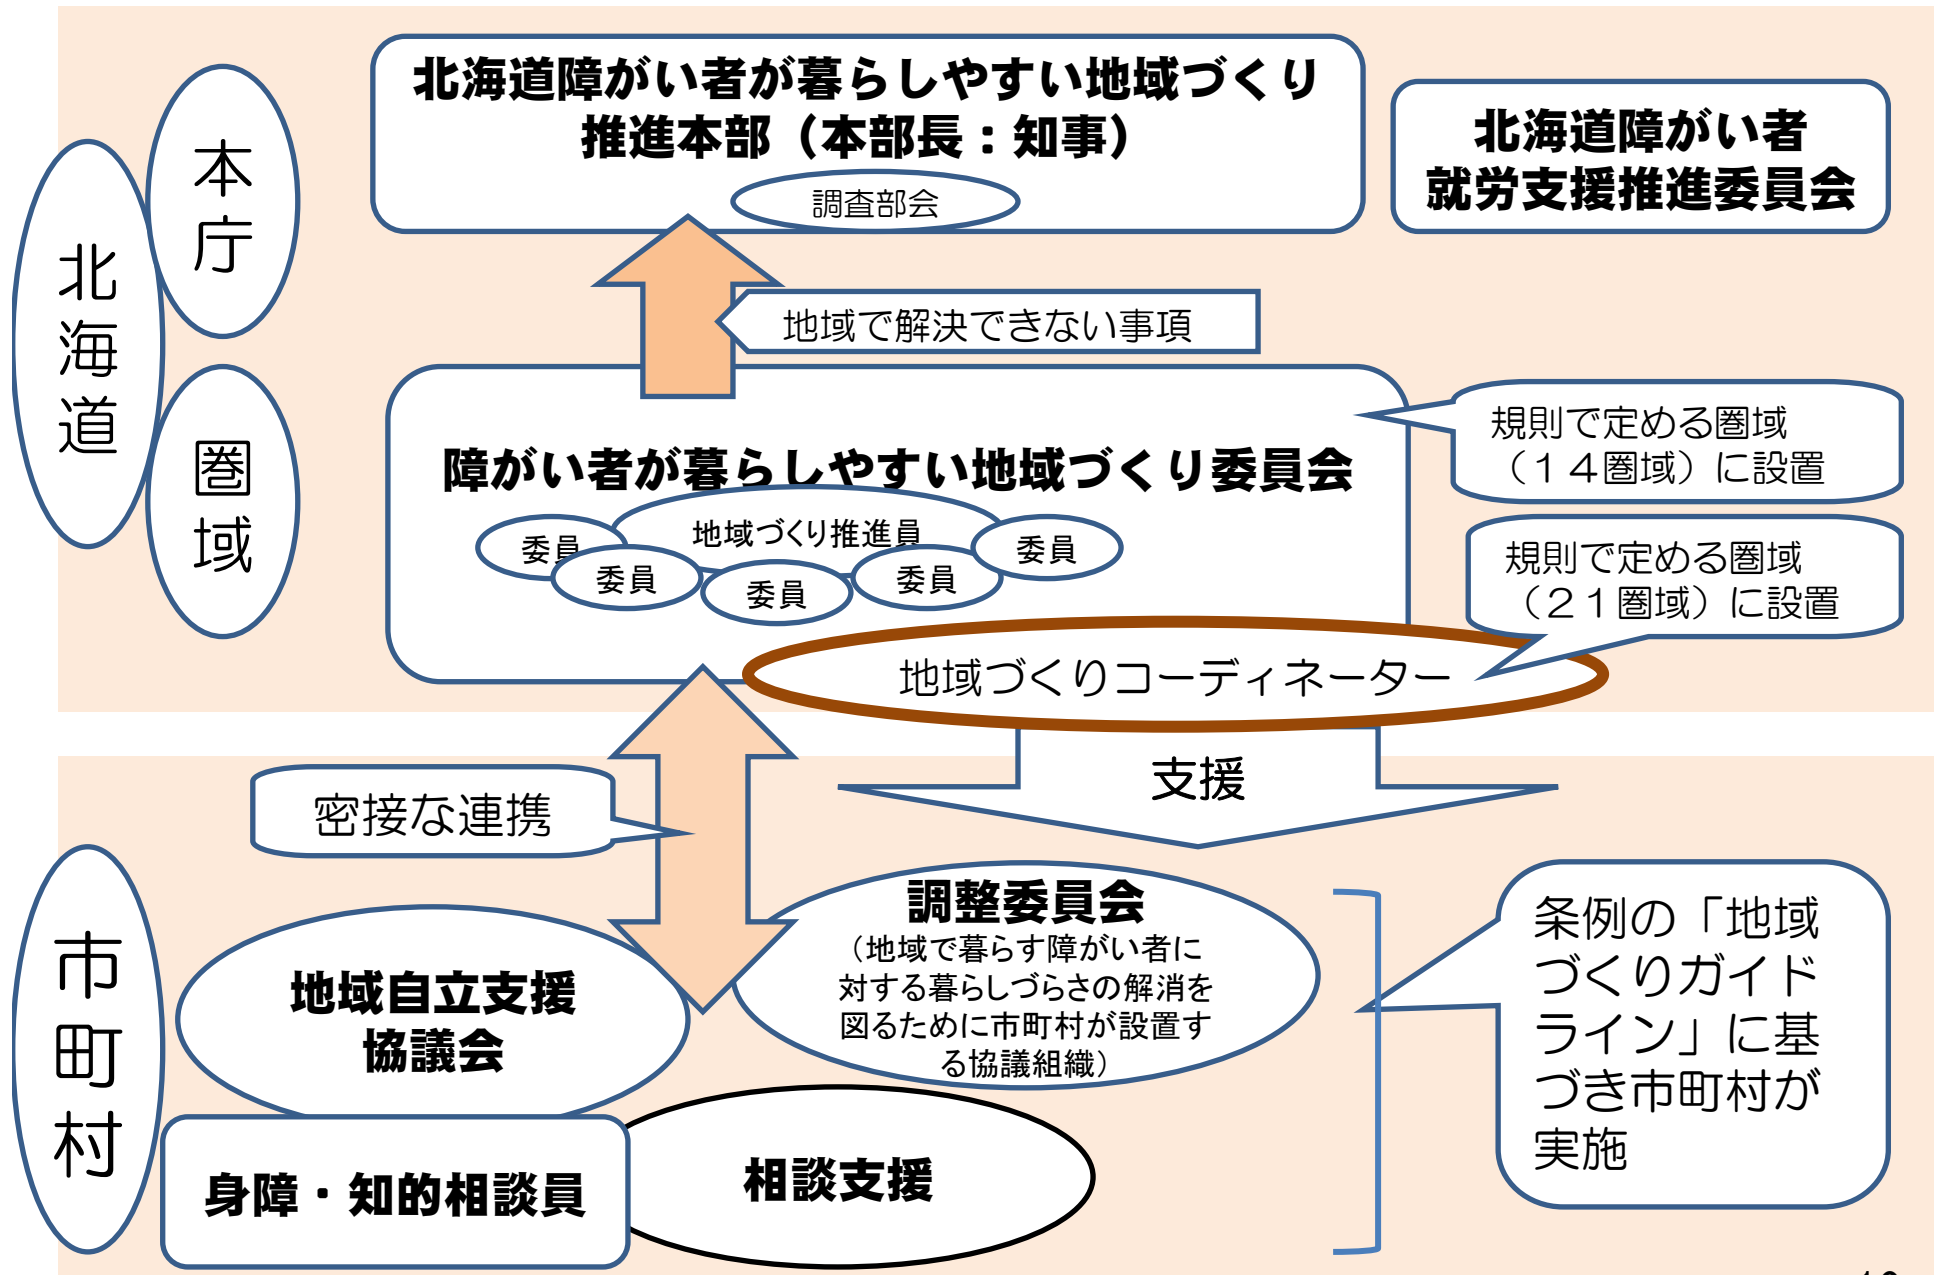 北海道障がい者が暮らしやすい地域づくり
推進本部（本部長：知事）
調査部会
北海道障がい者
就労支援推進委員会
本庁
北海道
圏域
地域で解決できない事項
障がい者が暮らしやすい地域づくり委員会
地域づくり推進員
委員
委員
委員
委員
委員
規則で定める圏域
（１４圏域）に設置
規則で定める圏域
（２１圏域）に設置
地域づくりコーディネーター
支援
密接な連携
市町村
調整委員会
（地域で暮らす障がい者に
対する暮らしづらさの解消を
図るために市町村が設置す
る協議組織）
地域自立支援
協議会
身障・知的相談員
相談支援
条例の「地域
づくりガイド
ライン」に基
づき市町村が
実施